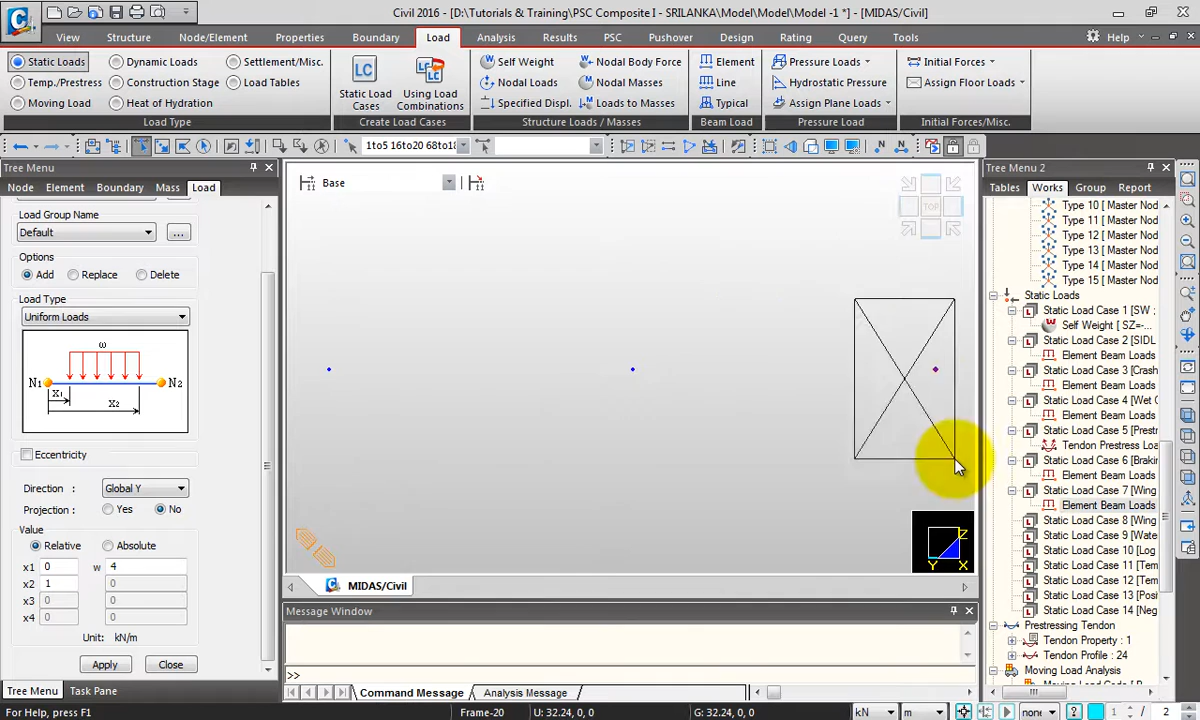 Civil 2016 - [D:\Tutorials & Training\PSC Composite I - SRILANKA\Model\Model\Model -1 *] - [MIDAS/Civil]
View Structure Node/Element Properties Boundary Load Analysis Results PSC Pushover Design Rating Query Tools Help
Static Loads Dynamic Loads Settlement/Misc.
Temp./Prestress Construction Stage Load Tables
Moving Load Heat of Hydration
Load Type
LC
Static Load Cases
LC
Using Load Combinations
Create Load Cases
Self Weight Nodal Body Force
Nodal Loads Nodal Masses
Specified Displ. Loads to Masses
Structure Loads / Masses
Element
Line
Typical
Beam Load
Pressure Loads
Hydrostatic Pressure
Assign Plane Loads
Pressure Load
Initial Forces
Assign Floor Loads
Initial Forces/Misc.
1to5 16to20 68to18
Tree Menu
Node Element Boundary Mass Load
Load Group Name
Default ...
Options
Add Replace Delete
Load Type
Uniform Loads
ω
N1 N2
X1
X2
Eccentricity
Direction : Global Y
Projection : Yes No
Value
Relative Absolute
x1 0 w 4
x2 1 0
x3 0 0
x4 0 0
Unit: kN/m
Apply Close
Tree Menu Task Pane
Base
TOP
Z
Y X
MIDAS/Civil
Message Window
>>
Command Message Analysis Message
Tree Menu 2
Tables Works Group Report
Type 10 [ Master Nod
Type 11 [ Master Nod
Type 12 [ Master Nod
Type 13 [ Master Nod
Type 14 [ Master Nod
Type 15 [ Master Nod
Static Loads
Static Load Case 1 [SW ;
Self Weight [ SZ=-...
Static Load Case 2 [SIDL
Element Beam Loads
Static Load Case 3 [Crash
Element Beam Loads
Static Load Case 4 [Wet C
Element Beam Loads
Static Load Case 5 [Prestr
Tendon Prestress Loa
Static Load Case 6 [Braki
Element Beam Loads
Static Load Case 7 [Wing
Element Beam Loads
Static Load Case 8 [Wing
Static Load Case 9 [Wate
Static Load Case 10 [Log
Static Load Case 11 [Tem
Static Load Case 12 [Tem
Static Load Case 13 [Posi
Static Load Case 14 [Neg
Prestressing Tendon
Tendon Property : 1
Tendon Profile : 24
Moving Load Analysis
For Help, press F1 Frame-20 U: 32.24, 0, 0 G: 32.24, 0, 0 kN m none 1 / 2